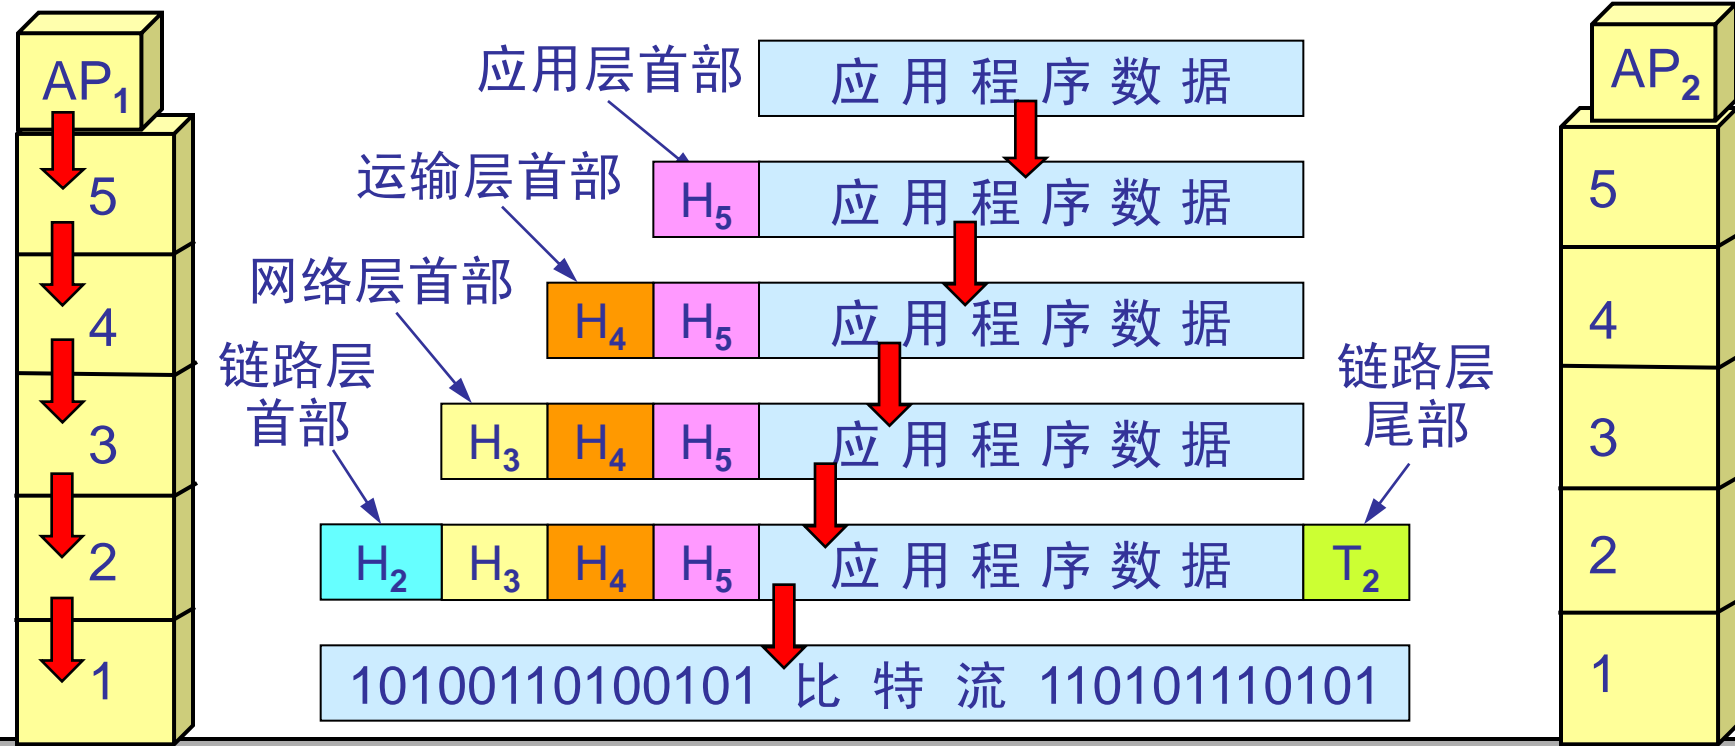 AP1
AP2
应用层首部
应用程序数据
运输层首部
H5 应用程序数据
5
5
网络层首部
H4 H5 应用程序数据
4
4
链路层
首部
链路层
尾部
H3 H4 H5 应用程序数据
3
3
H2 H3 H4 H5 应用程序数据 T2
2
2
10100110100101 比特流 110101110101
1
1